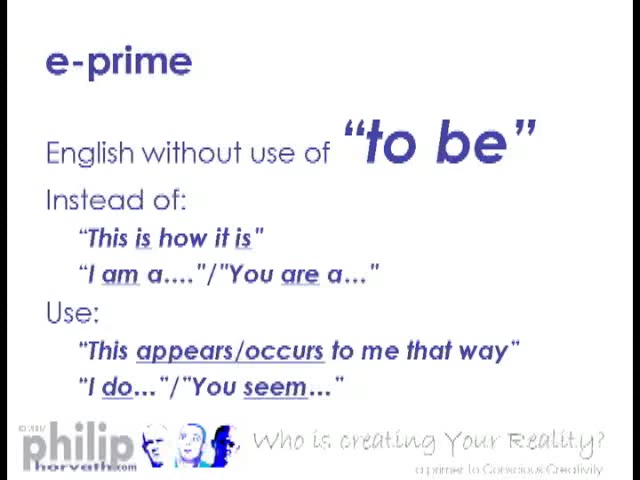 e-prime
English without use of “to be”
Instead of:
“This is how it is"
“I am a...."/"You are a..."
Use:
“This appears/occurs to me that way”
“I do...”/”You seem...”
philip
horvath.com
Who is creating Your Reality?
a primer to Conscious Creativity